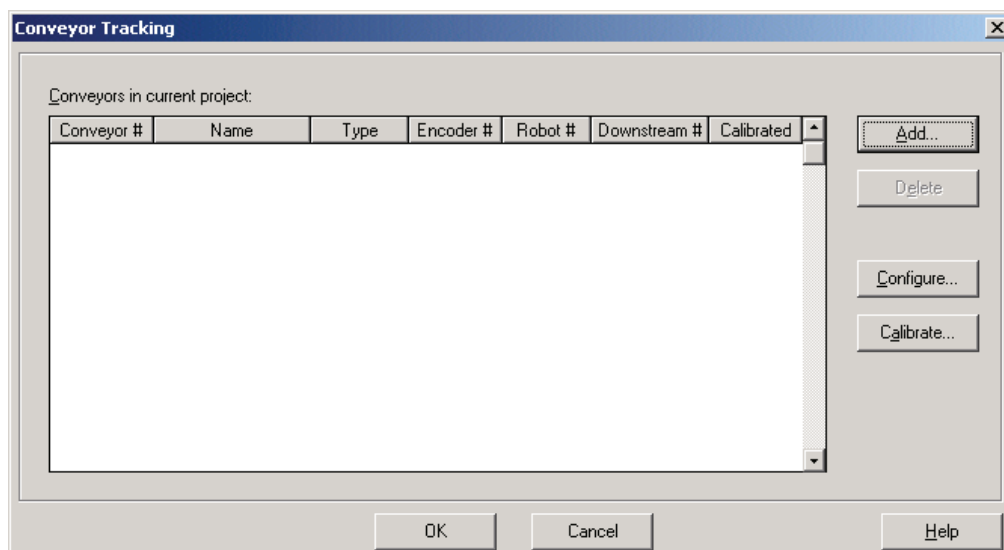 Conveyor Tracking
Conveyors in current project:
Conveyor # Name Type Encoder # Robot # Downstream # Calibrated
Add...
Delete
Configure...
Calibrate...
OK Cancel Help